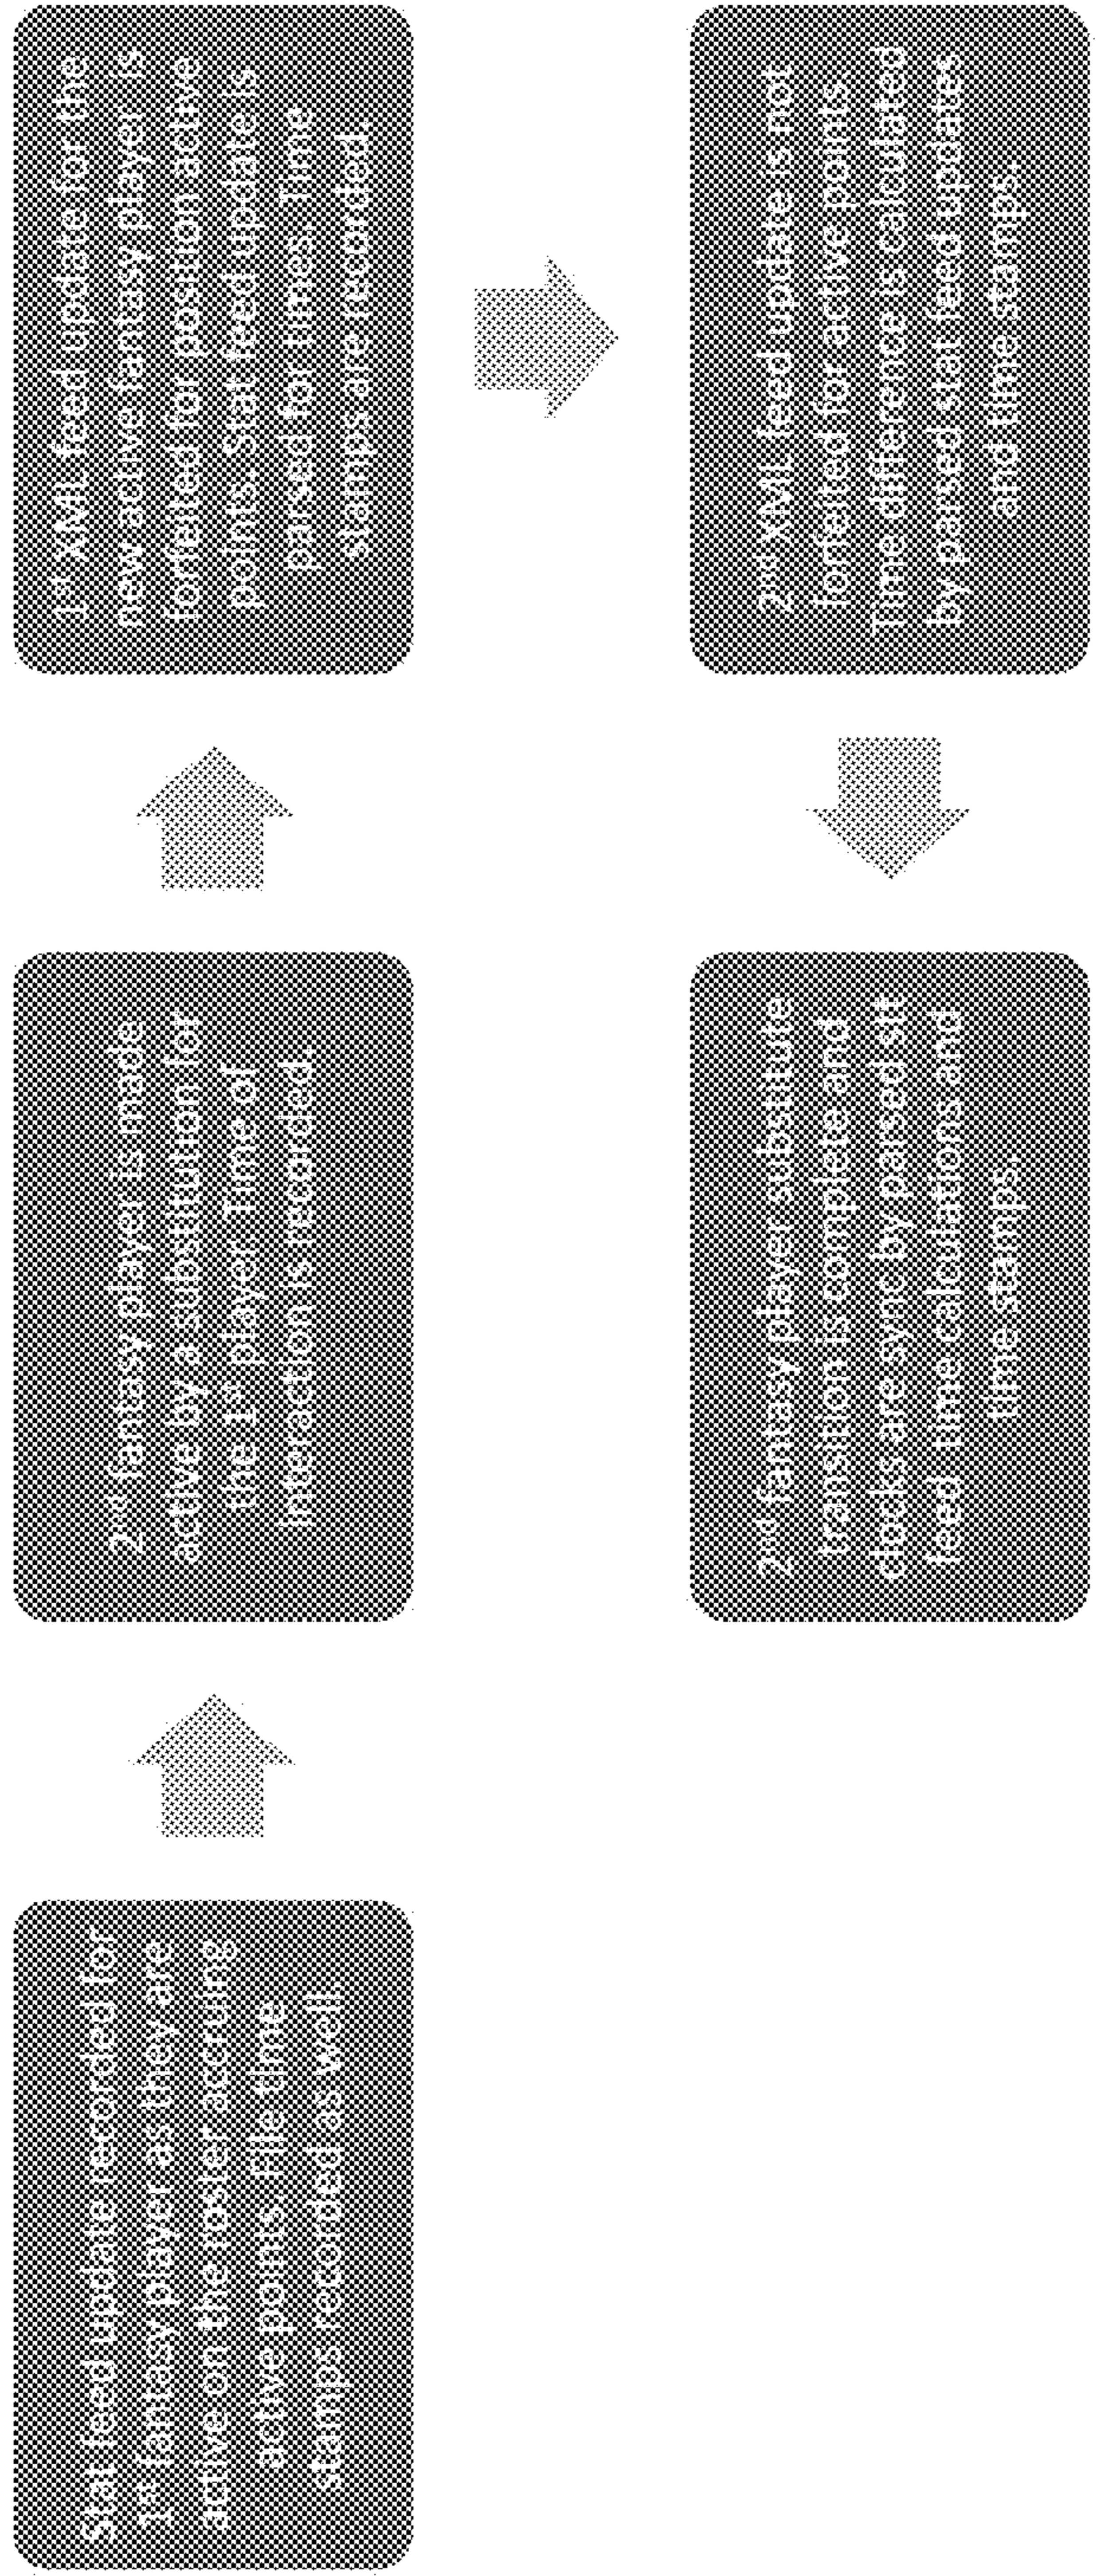 Stat feed update recorded for
1st fantasy player as they are
active on the roster accruing
active points. File time
stamps recorded as well.
2nd fantasy player is made
active by a substitution for
the 1st player. Time of
interaction is recorded.
1st XML feed update for the
new active fantasy player is
forfeited for position active
points. Stat feed update is
parsed for times. Time
stamps are recorded.
2nd XML feed update is not
forfeited for active points.
Time difference is calculated
by parsed stat feed updates
and time stamps.
2nd fantasy player substitute
transition is complete and
clocks are sync by parsed srt
feed time calculations and
time stamps.